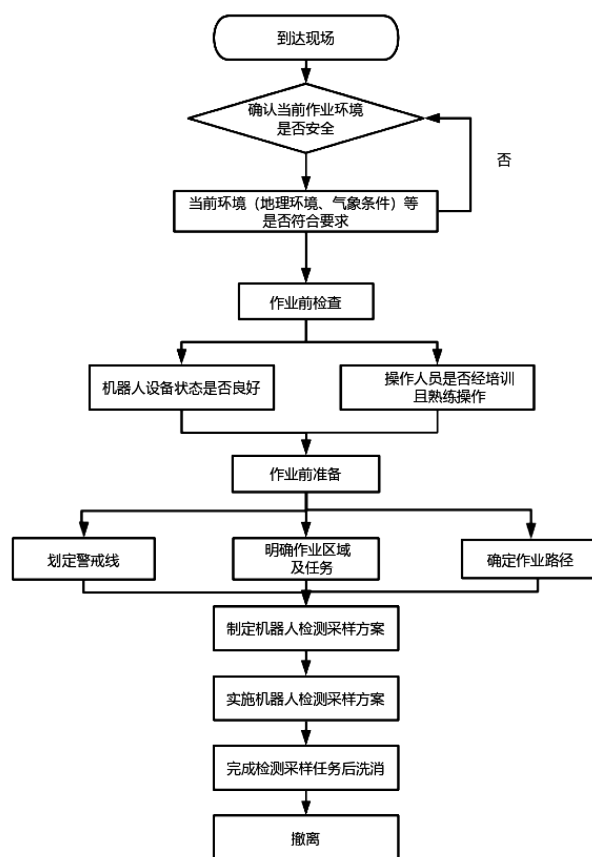 到达现场
确认当前作业环境
是否安全
否
当前环境（地理环境、气象条件）等
是否符合要求
作业前检查
机器人设备状态是否良好
操作人员是否经培训
且熟练操作
作业前准备
划定警戒线
明确作业区域
及任务
确定作业路径
制定机器人检测采样方案
实施机器人检测采样方案
完成检测采样任务后洗消
撤离